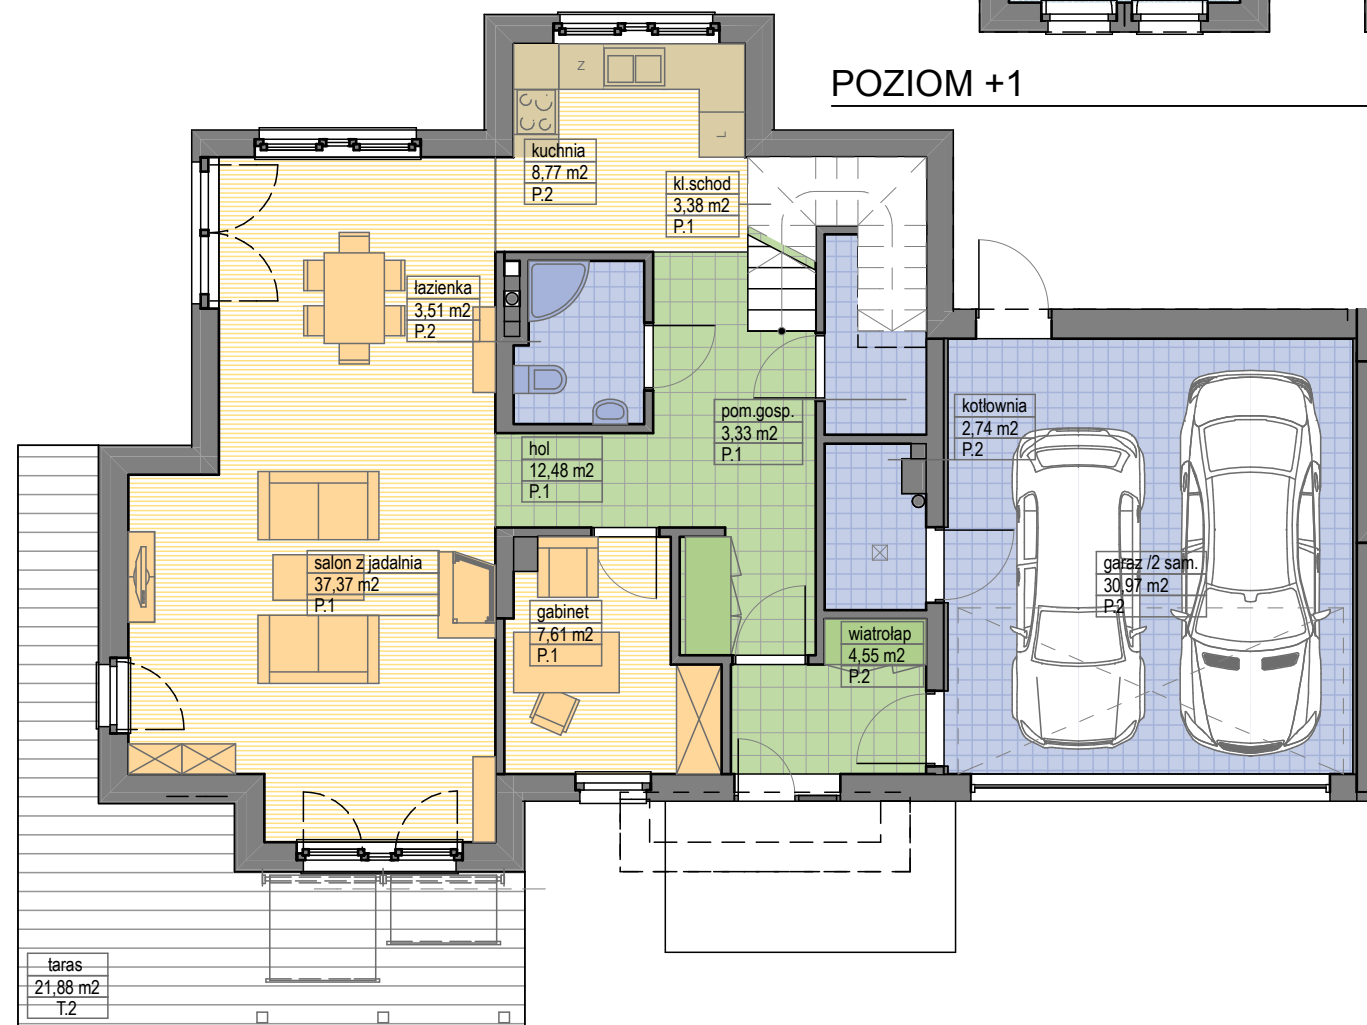 POZIOM +1
Z
L
kuchnia
8,77 m2
P.2
kl.schod
3,38 m2
P.1
łazienka
3,51 m2
P.2
pom.gosp.
3,33 m2
P.1
kotłownia
2,74 m2
P.2
hol
12,48 m2
P.1
salon z jadalnia
37,37 m2
P.1
garaz /2 sam.
30,97 m2
P.2
gabinet
7,61 m2
P.1
wiatrołap
4,55 m2
P.2
taras
21,88 m2
T.2